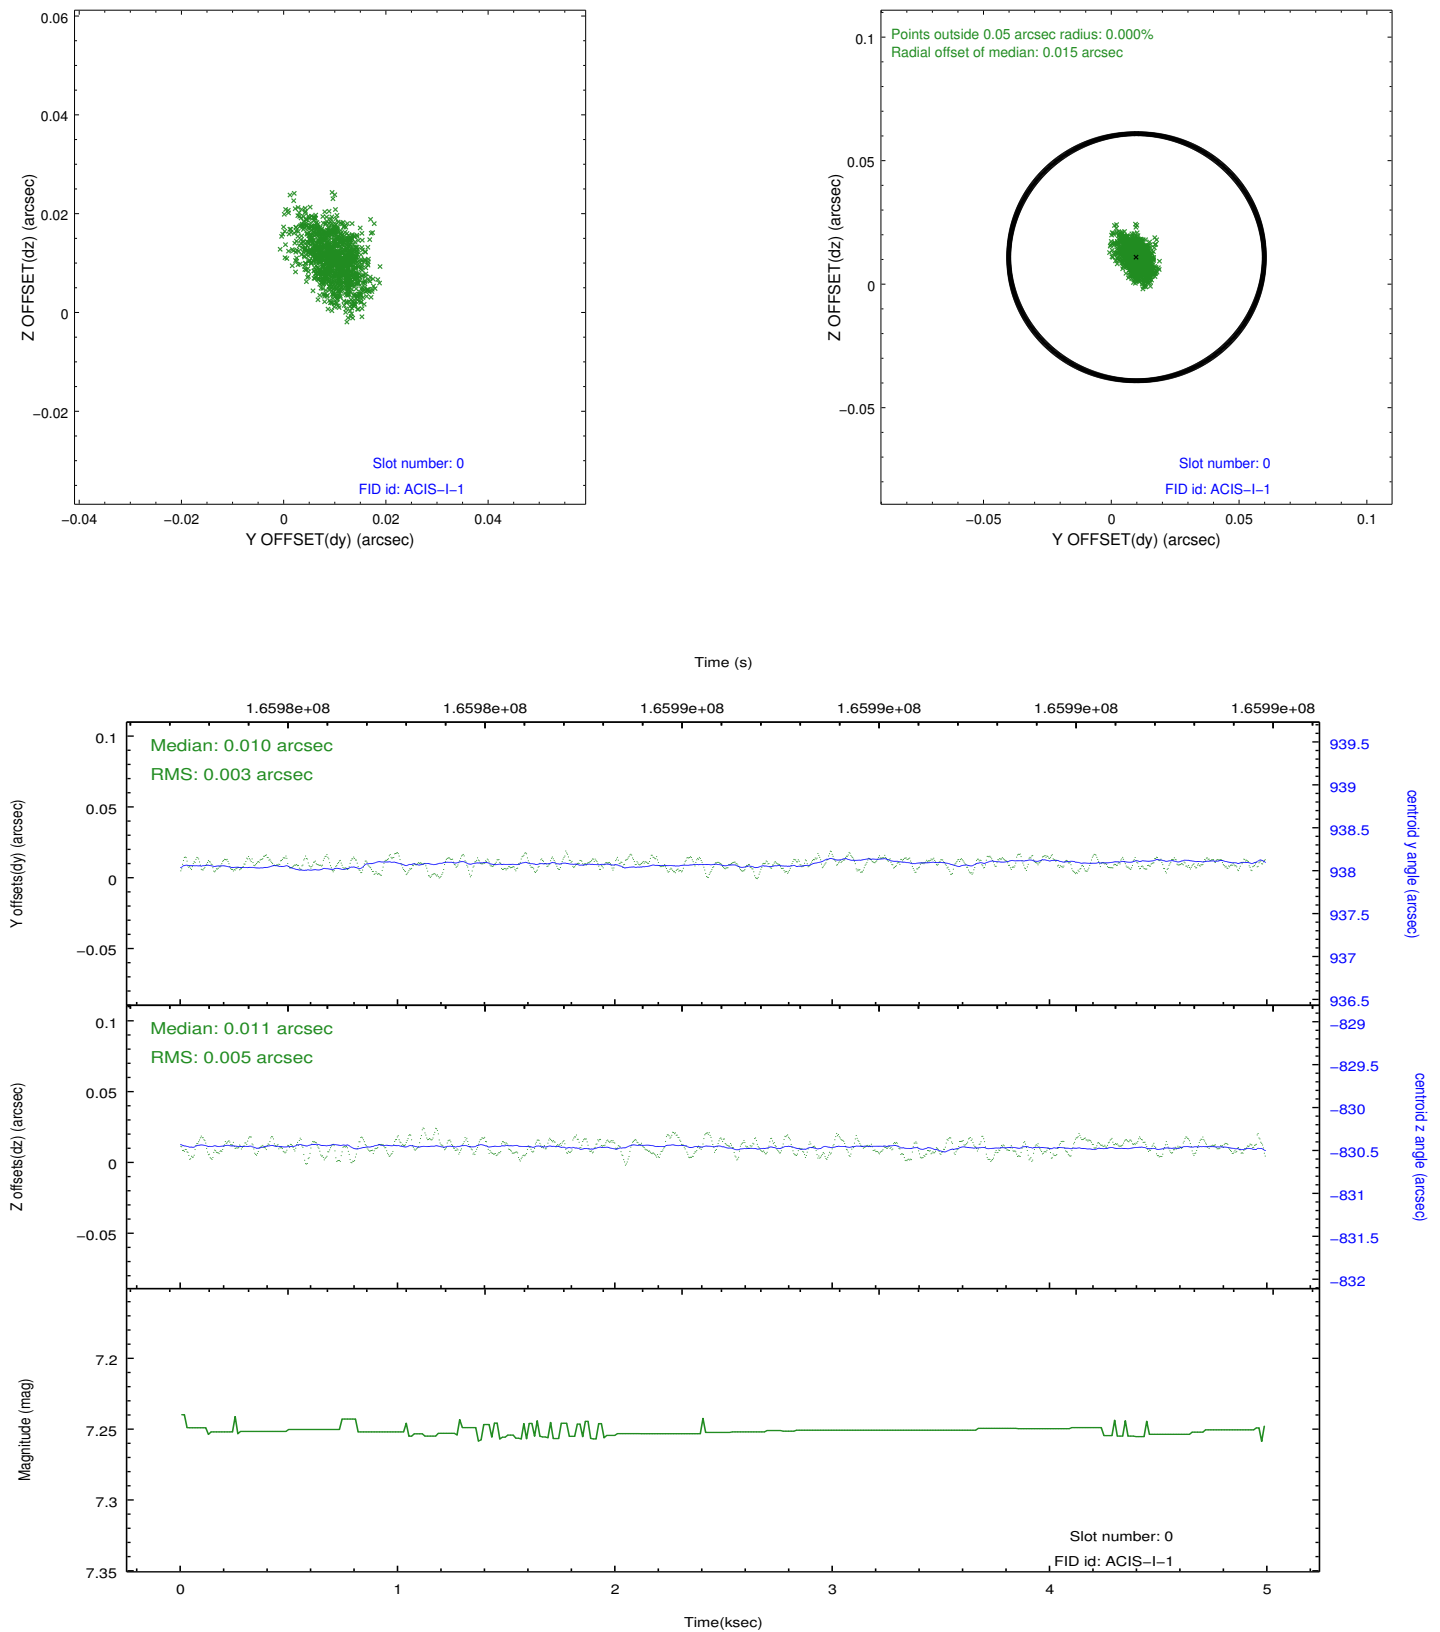 0.06
0.04
0.02
0
−0.02
Z OFFSET(dz) (arcsec)
Slot number: 0
FID id: ACIS−I−1
−0.04
−0.02
0
0.02
0.04
Y OFFSET(dy) (arcsec)
Points outside 0.05 arcsec radius: 0.000%
Radial offset of median: 0.015 arcsec
0.1
0.05
0
−0.05
Z OFFSET(dz) (arcsec)
Slot number: 0
FID id: ACIS−I−1
−0.05
0
0.05
0.1
Y OFFSET(dy) (arcsec)
Time (s)
1.6598e+08
1.6598e+08
1.6599e+08
1.6599e+08
1.6599e+08
1.6599e+08
Median: 0.010 arcsec
RMS: 0.003 arcsec
0.1
0.05
0
−0.05
Y offsets(dy) (arcsec)
939.5
939
938.5
938
937.5
937
936.5
centroid y angle (arcsec)
Median: 0.011 arcsec
RMS: 0.005 arcsec
0.1
0.05
0
−0.05
Z offsets(dz) (arcsec)
−829
−829.5
−830
−830.5
−831
−831.5
−832
centroid z angle (arcsec)
7.2
7.25
7.3
7.35
Magnitude (mag)
Slot number: 0
FID id: ACIS−I−1
0
1
2
3
4
5
Time(ksec)